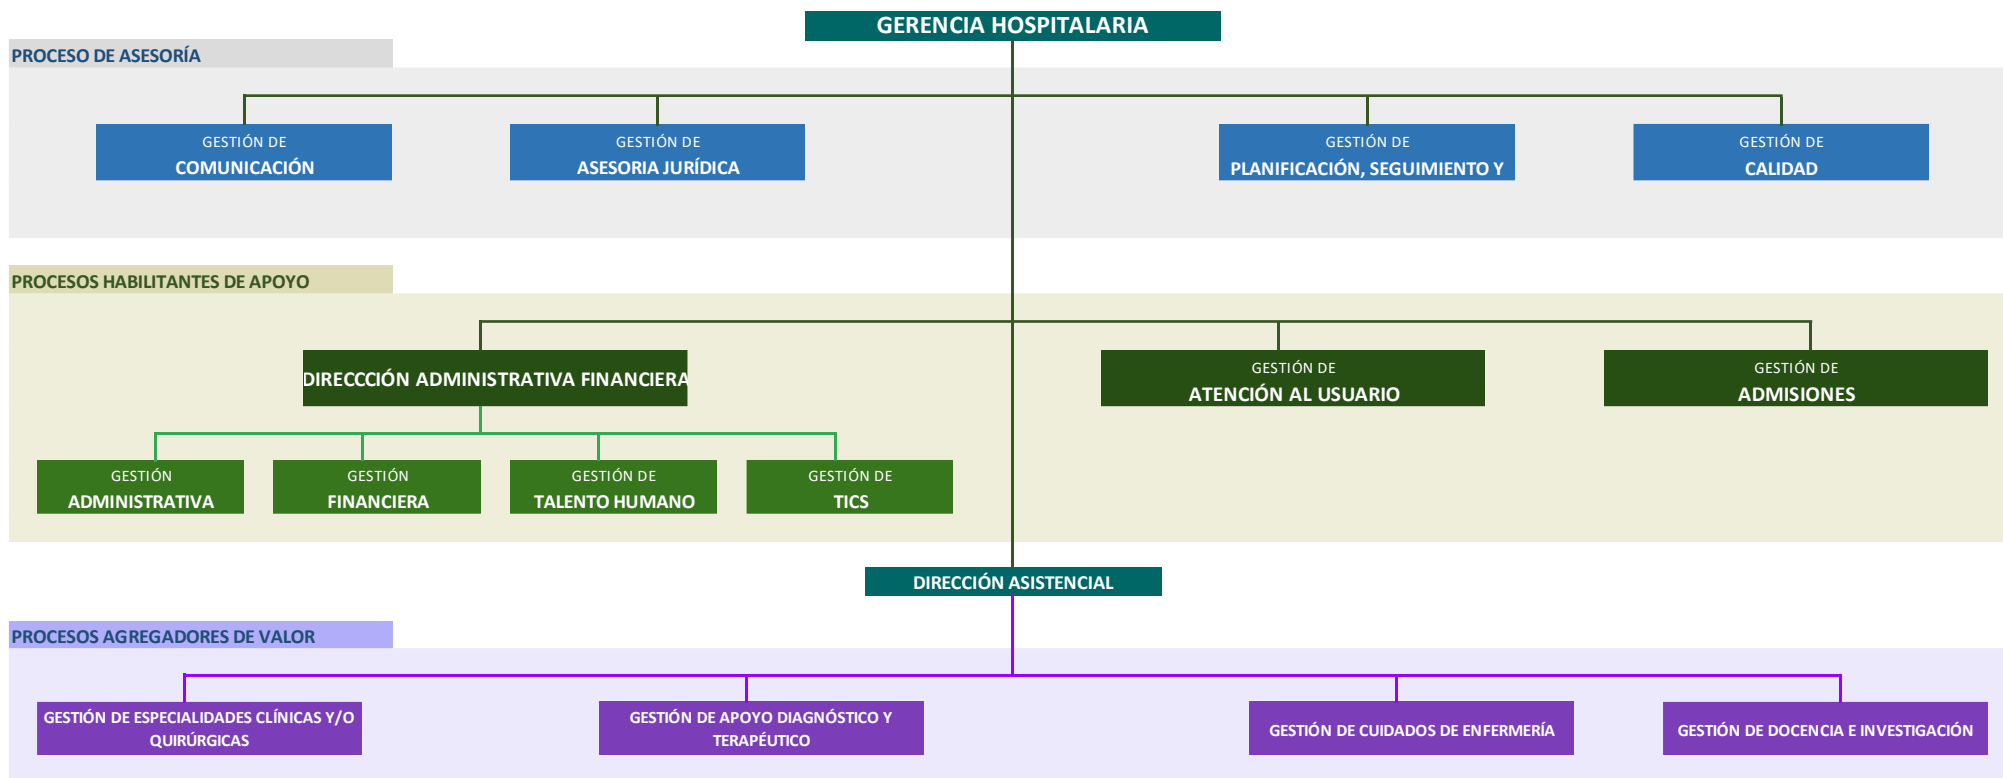 GERENCIA HOSPITALARIA
PROCESO DE ASESORÍA
GESTIÓN DE
COMUNICACIÓN
GESTIÓN DE
ASESORIA JURÍDICA
GESTIÓN DE
PLANIFICACIÓN, SEGUIMIENTO Y
GESTIÓN DE
CALIDAD
PROCESOS HABILITANTES DE APOYO
DIRECCCIÓN ADMINISTRATIVA FINANCIERA
GESTIÓN DE
ATENCIÓN AL USUARIO
GESTIÓN DE
ADMISIONES
GESTIÓN
ADMINISTRATIVA
GESTIÓN
FINANCIERA
GESTIÓN DE
TALENTO HUMANO
GESTIÓN DE
TICS
DIRECCIÓN ASISTENCIAL
PROCESOS AGREGADORES DE VALOR
GESTIÓN DE ESPECIALIDADES CLÍNICAS Y/O
QUIRÚRGICAS
GESTIÓN DE APOYO DIAGNÓSTICO Y
TERAPÉUTICO
GESTIÓN DE CUIDADOS DE ENFERMERÍA
GESTIÓN DE DOCENCIA E INVESTIGACIÓN